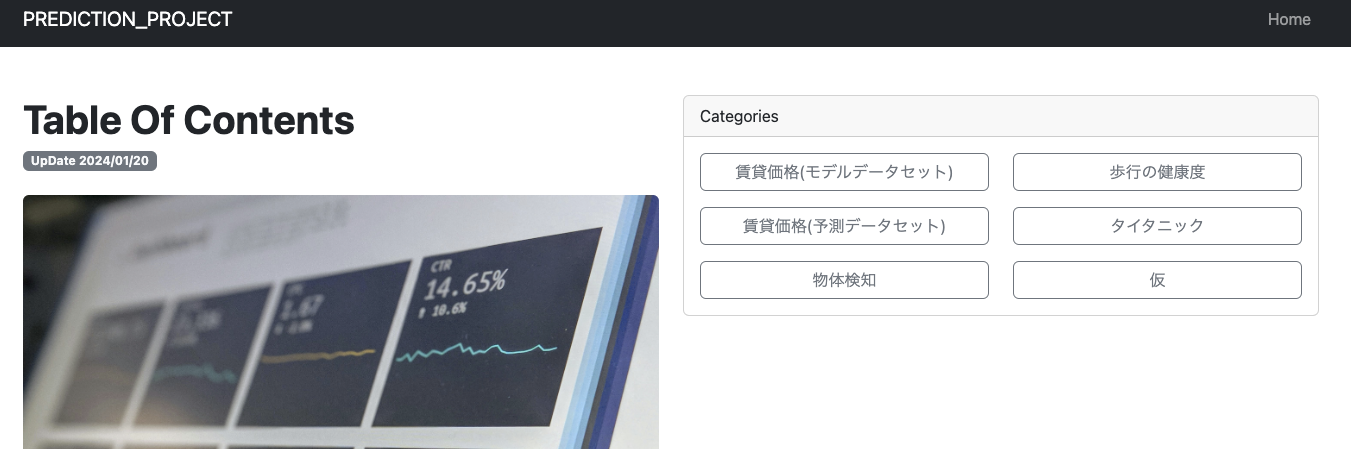 PREDICTION_PROJECT
Home
Table Of Contents
UpDate 2024/01/20
CTR
14.65%
↑ 10.6%
1.67
Categories
賃貸価格(モデルデータセット)
歩行の健康度
賃貸価格(予測データセット)
タイタニック
物体検知
仮